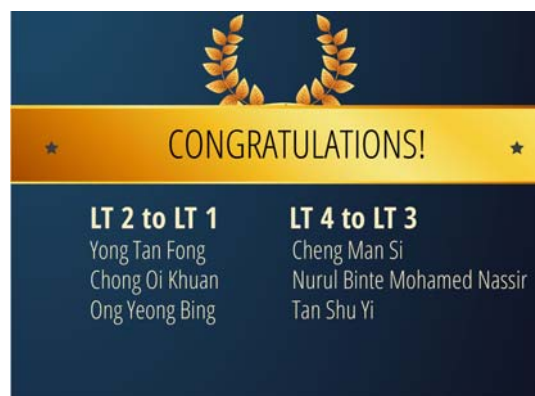 CONGRATULATIONS!
LT 2 to LT 1
Yong Tan Fong
Chong Oi Khuan
Ong Yeong Bing
LT 4 to LT 3
Cheng Man Si
Nurul Binte Mohamed Nassir
Tan Shu Yi